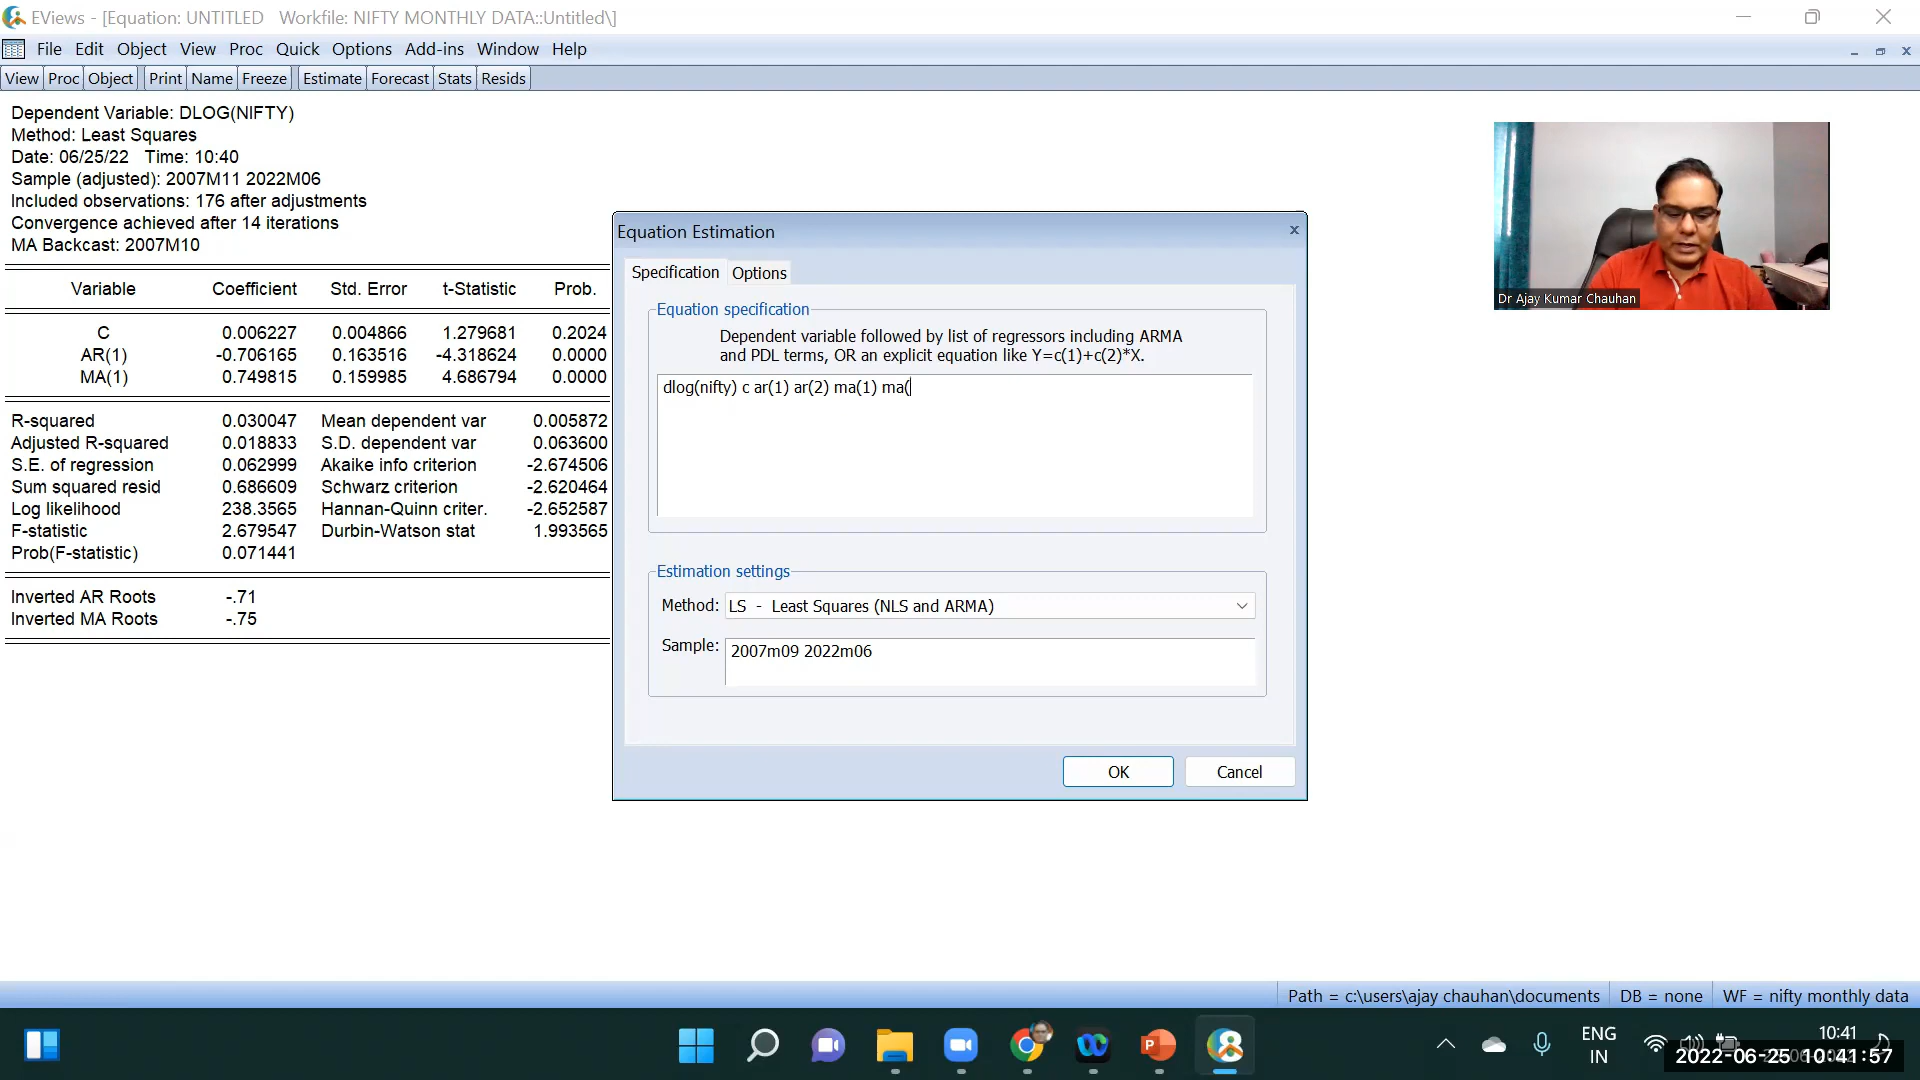 EViews - [Equation: UNTITLED   Workfile: NIFTY MONTHLY DATA::Untitled\]
File Edit Object View Proc Quick Options Add-ins Window Help
View Proc Object Print Name Freeze Estimate Forecast Stats Resids
Dependent Variable: DLOG(NIFTY)
Method: Least Squares
Date: 06/25/22   Time: 10:40
Sample (adjusted): 2007M11 2022M06
Included observations: 176 after adjustments
Convergence achieved after 14 iterations
MA Backcast: 2007M10
Variable Coefficient Std. Error t-Statistic Prob.
C 0.006227 0.004866 1.279681 0.2024
AR(1) -0.706165 0.163516 -4.318624 0.0000
MA(1) 0.749815 0.159985 4.686794 0.0000
R-squared 0.030047 Mean dependent var 0.005872
Adjusted R-squared 0.018833 S.D. dependent var 0.063600
S.E. of regression 0.062999 Akaike info criterion -2.674506
Sum squared resid 0.686609 Schwarz criterion -2.620464
Log likelihood 238.3565 Hannan-Quinn criter. -2.652587
F-statistic 2.679547 Durbin-Watson stat 1.993565
Prob(F-statistic) 0.071441
Inverted AR Roots -.71
Inverted MA Roots -.75
Equation Estimation
Specification Options
Equation specification
Dependent variable followed by list of regressors including ARMA
and PDL terms, OR an explicit equation like Y=c(1)+c(2)*X.
dlog(nifty) c ar(1) ar(2) ma(1) ma(
Estimation settings
Method: LS - Least Squares (NLS and ARMA)
Sample: 2007m09 2022m06
OK Cancel
Dr Ajay Kumar Chauhan
Path = c:\users\ajay chauhan\documents DB = none WF = nifty monthly data
ENG
IN
10:41
2022-06-25 10:41:57